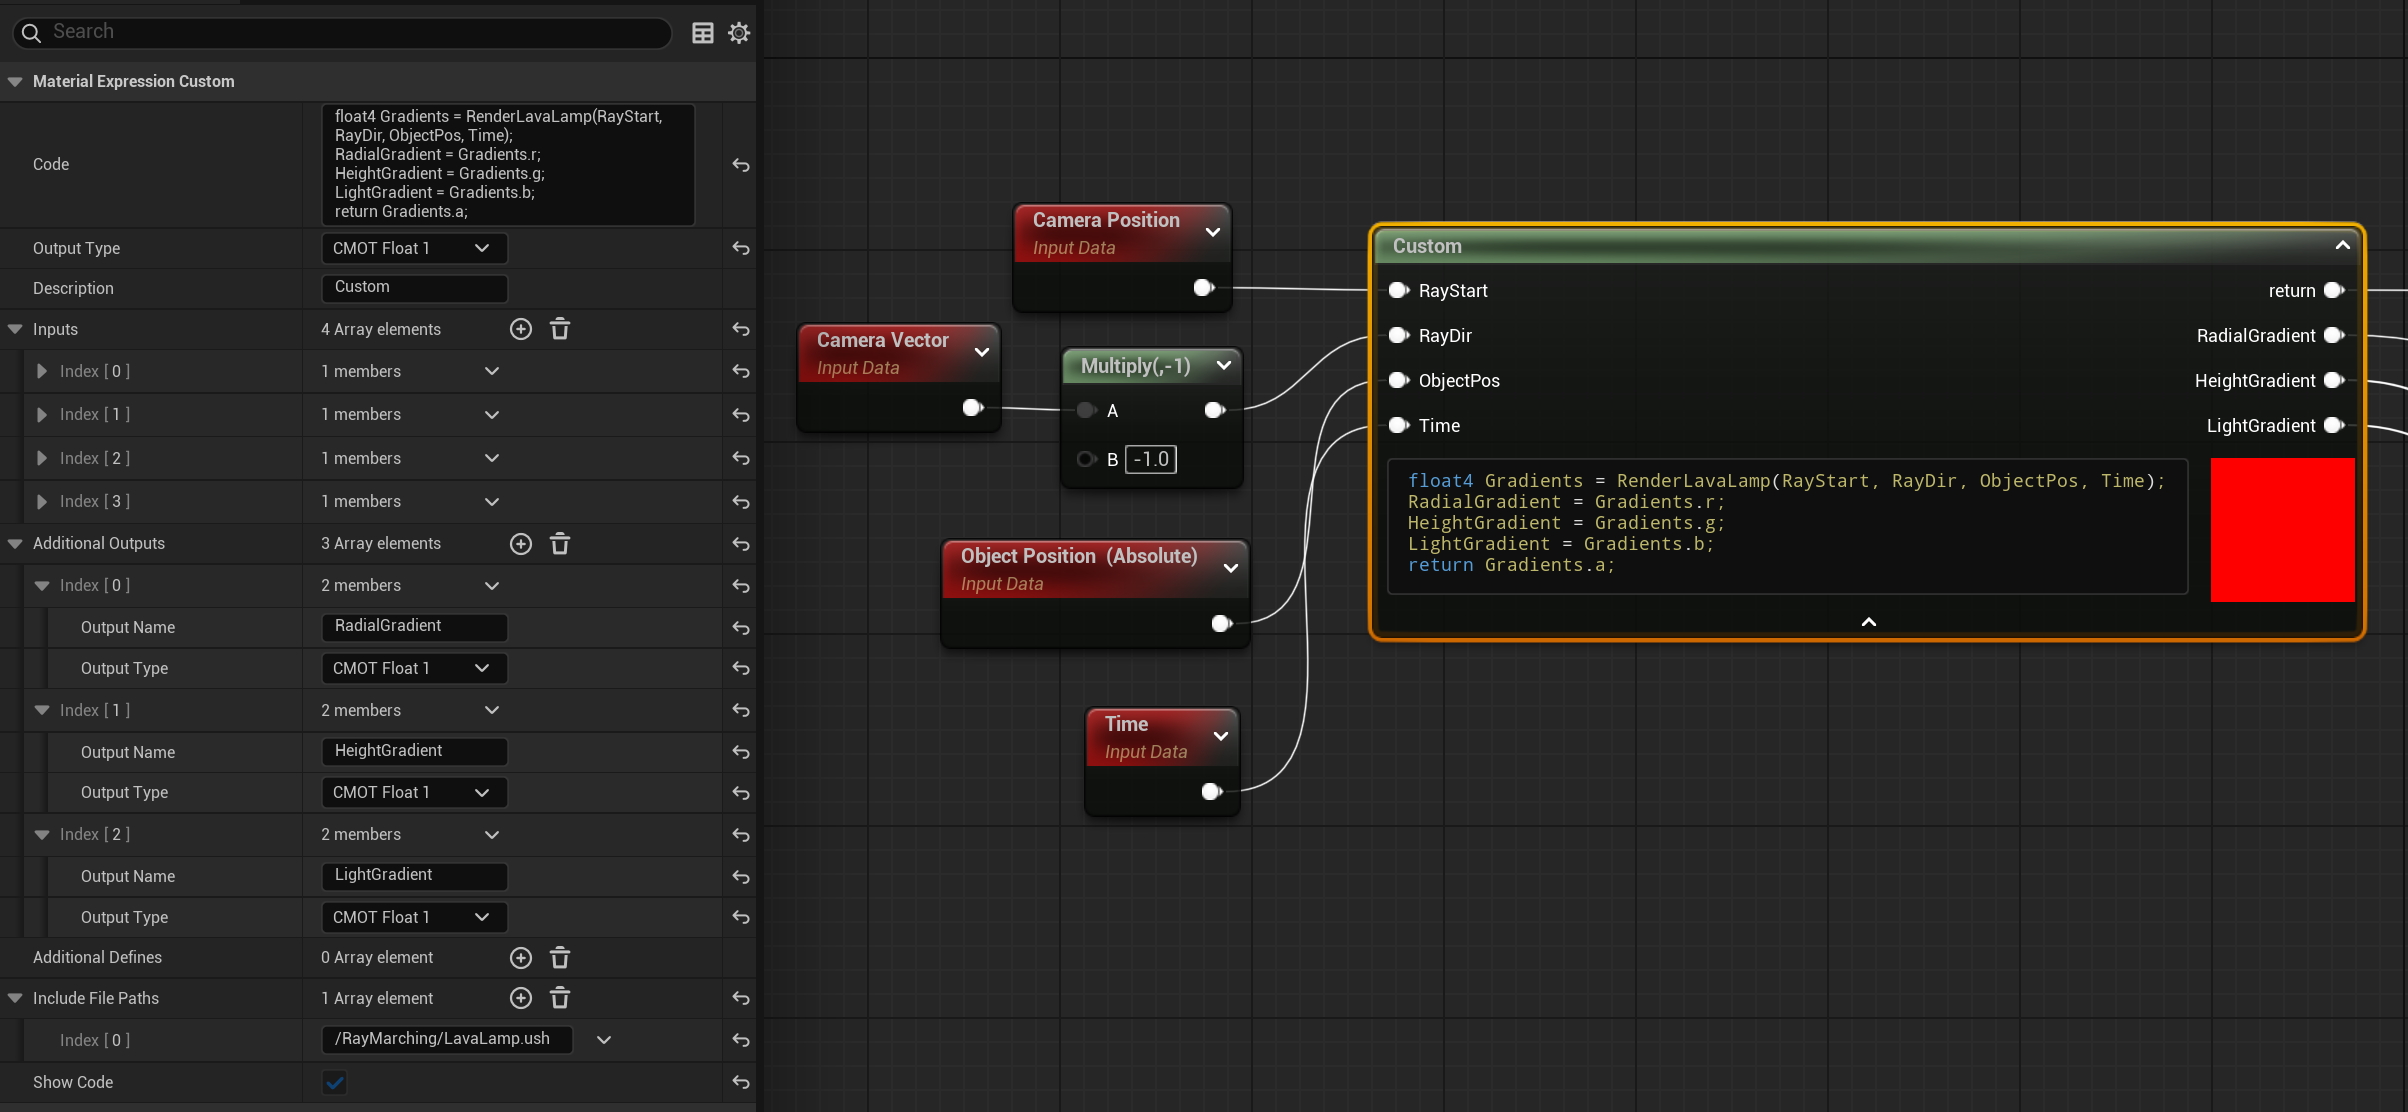 Search
Material Expression Custom
Code
float4 Gradients = RenderLavaLamp(RayStart,
RayDir, ObjectPos, Time);
RadialGradient = Gradients.r;
HeightGradient = Gradients.g;
LightGradient = Gradients.b;
return Gradients.a;
Output Type
CMOT Float 1
Description
Custom
Inputs
4 Array elements
Index [ 0 ]
1 members
Index [ 1 ]
1 members
Index [ 2 ]
1 members
Index [ 3 ]
1 members
Additional Outputs
3 Array elements
Index [ 0 ]
2 members
Output Name
RadialGradient
Output Type
CMOT Float 1
Index [ 1 ]
2 members
Output Name
HeightGradient
Output Type
CMOT Float 1
Index [ 2 ]
2 members
Output Name
LightGradient
Output Type
CMOT Float 1
Additional Defines
0 Array element
Include File Paths
1 Array element
Index [ 0 ]
/RayMarching/LavaLamp.ush
Show Code
Camera Position
Input Data
Camera Vector
Input Data
Multiply(,-1)
A
B -1.0
Object Position (Absolute)
Input Data
Time
Input Data
Custom
RayStart
return
RayDir
RadialGradient
ObjectPos
HeightGradient
Time
LightGradient
float4 Gradients = RenderLavaLamp(RayStart, RayDir, ObjectPos, Time);
RadialGradient = Gradients.r;
HeightGradient = Gradients.g;
LightGradient = Gradients.b;
return Gradients.a;